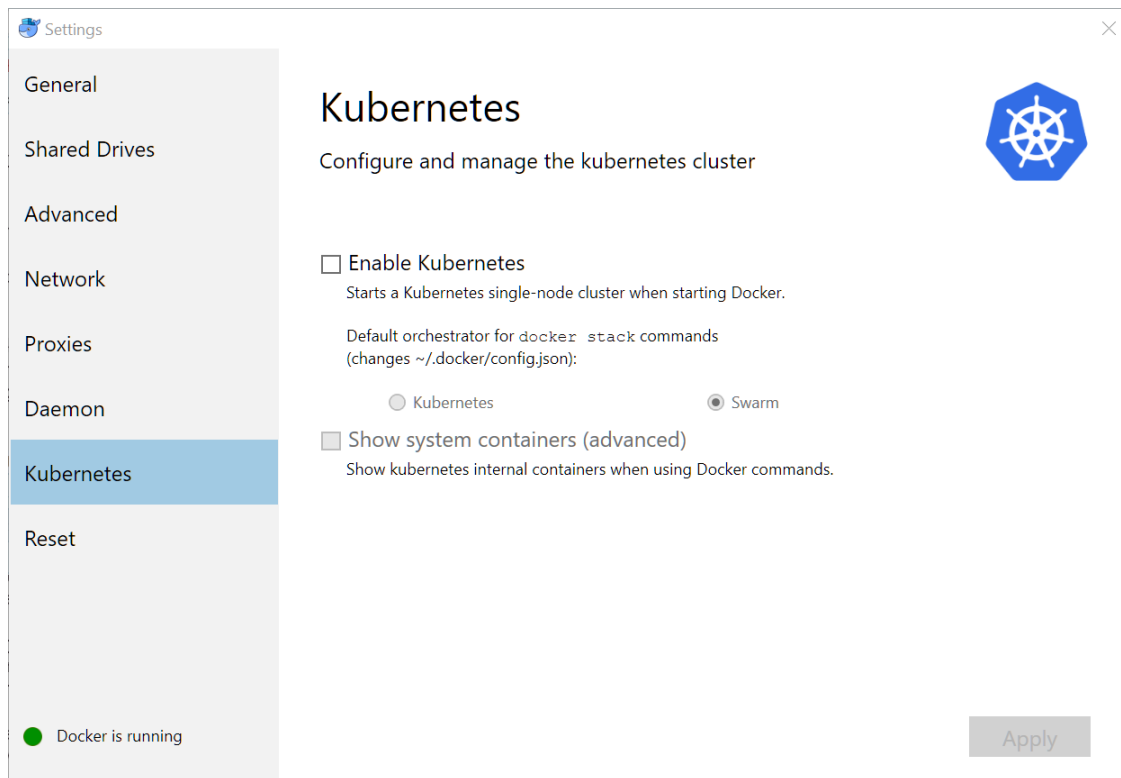 Settings
General
Shared Drives
Advanced
Network
Proxies
Daemon
Kubernetes
Reset
Docker is running
Kubernetes
Configure and manage the kubernetes cluster
Enable Kubernetes
Starts a Kubernetes single-node cluster when starting Docker.
Default orchestrator for docker stack commands
(changes ~/.docker/config.json):
Kubernetes
Swarm
Show system containers (advanced)
Show kubernetes internal containers when using Docker commands.
Apply